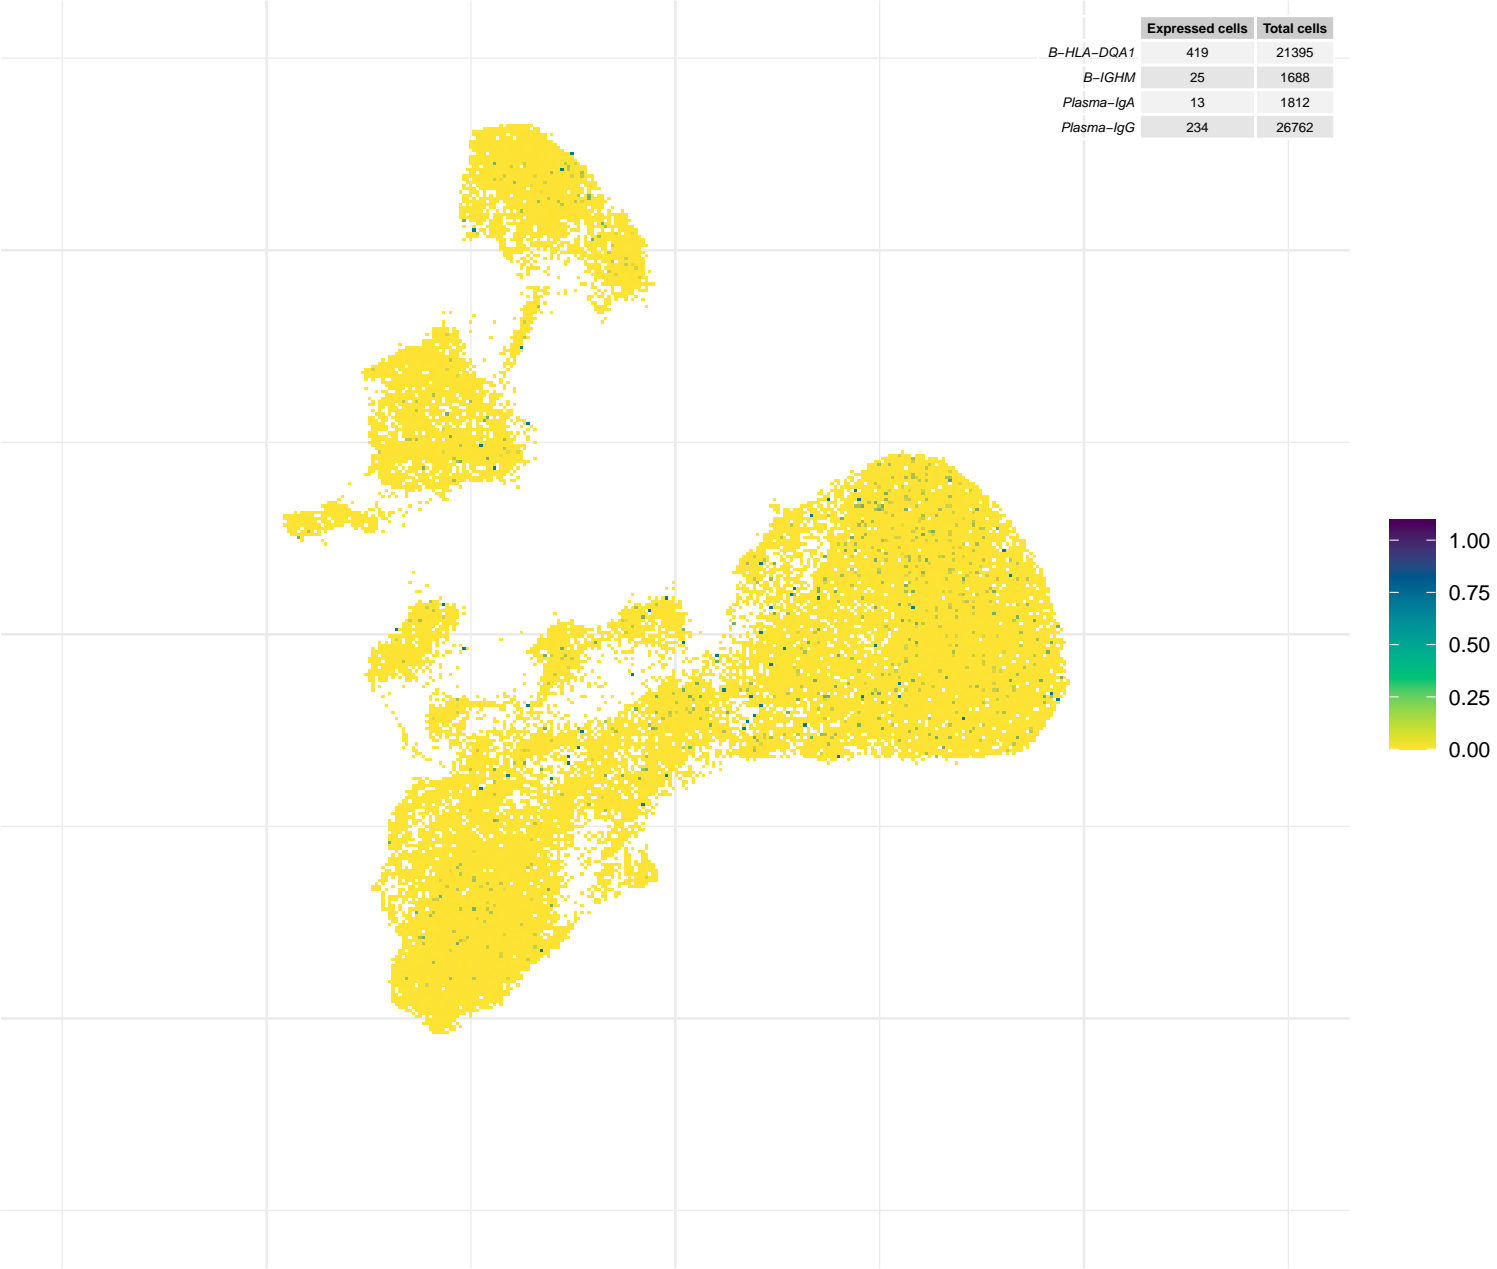 Expressed cells Total cells
B−HLA−DQA1 419 21395
B−IGHM 25 1688
Plasma−IgA 13 1812
Plasma−IgG 234 26762
1.00
0.75
0.50
0.25
0.00